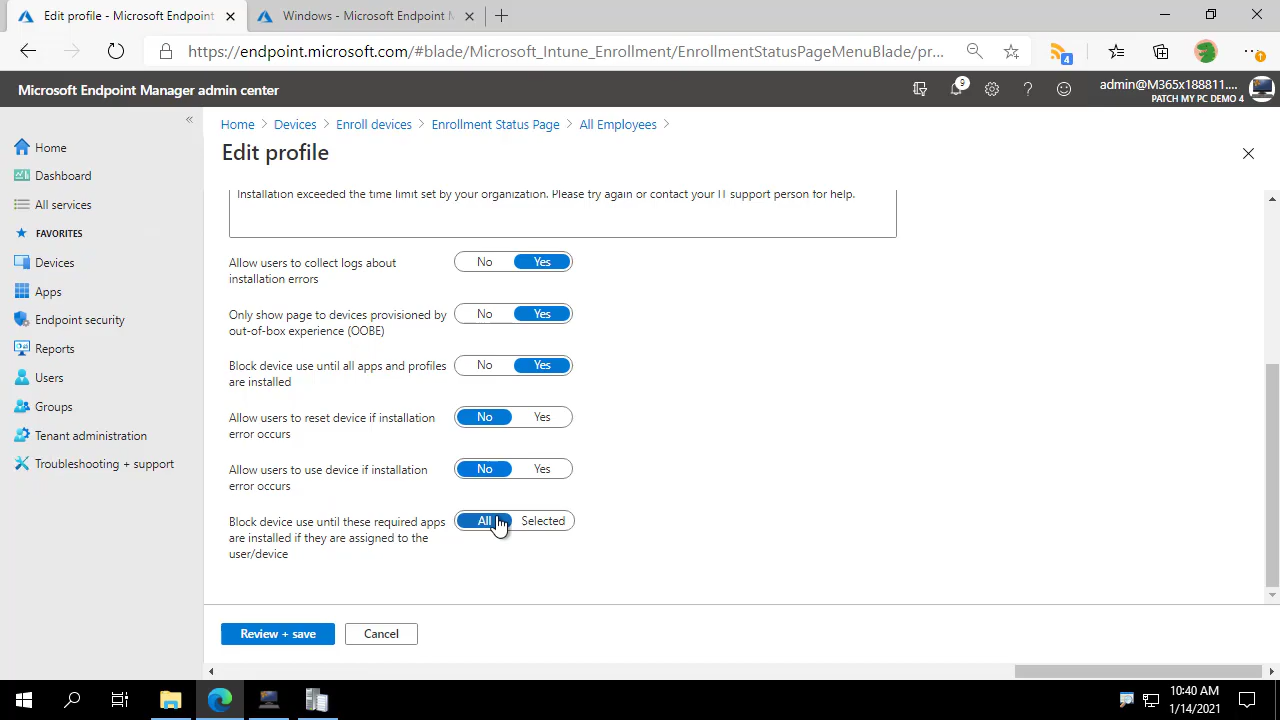 Edit profile - Microsoft Endpoint
Windows - Microsoft Endpoint M
https://endpoint.microsoft.com/#blade/Microsoft_Intune_Enrollment/EnrollmentStatusPageMenuBlade/pr...
4
Microsoft Endpoint Manager admin center
9
admin@M365x188811....
PATCH MY PC DEMO 4
Home
Dashboard
All services
FAVORITES
Devices
Apps
Endpoint security
Reports
Users
Groups
Tenant administration
Troubleshooting + support
Home > Devices > Enroll devices > Enrollment Status Page > All Employees >
Edit profile
Installation exceeded the time limit set by your organization. Please try again or contact your IT support person for help.
Allow users to collect logs about
installation errors
No Yes
Only show page to devices provisioned by
out-of-box experience (OOBE)
No Yes
Block device use until all apps and profiles
are installed
No Yes
Allow users to reset device if installation
error occurs
No Yes
Allow users to use device if installation
error occurs
No Yes
Block device use until these required apps
are installed if they are assigned to the
user/device
All Selected
Review + save
Cancel
10:40 AM
1/14/2021